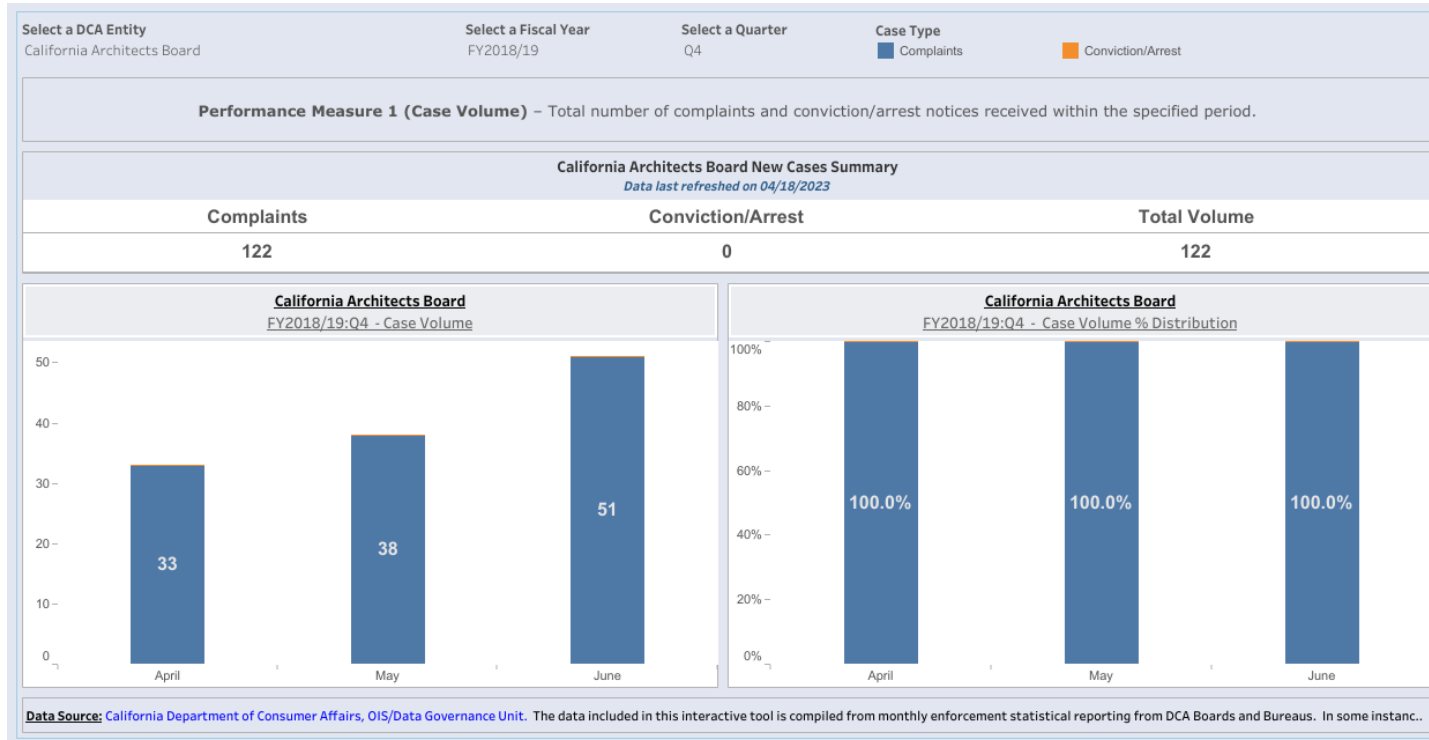 Select a DCA Entity
Select a Fiscal Year
Select a Quarter
Case Type
California Architects Board
FY2018/19
Q4
Complaints
Conviction/Arrest
Performance Measure 1 (Case Volume) – Total number of complaints and conviction/arrest notices received within the specified period.
California Architects Board New Cases Summary
Data last refreshed on 04/18/2023
Complaints
Conviction/Arrest
Total Volume
122
0
122
California Architects Board
FY2018/19:Q4 - Case Volume
50
40
30
20
10
0
33
38
51
April
May
June
California Architects Board
FY2018/19:Q4 - Case Volume % Distribution
100%
80%
60%
40%
20%
0%
100.0%
100.0%
100.0%
April
May
June
Data Source: California Department of Consumer Affairs, OIS/Data Governance Unit. The data included in this interactive tool is compiled from monthly enforcement statistical reporting from DCA Boards and Bureaus. In some instanc..